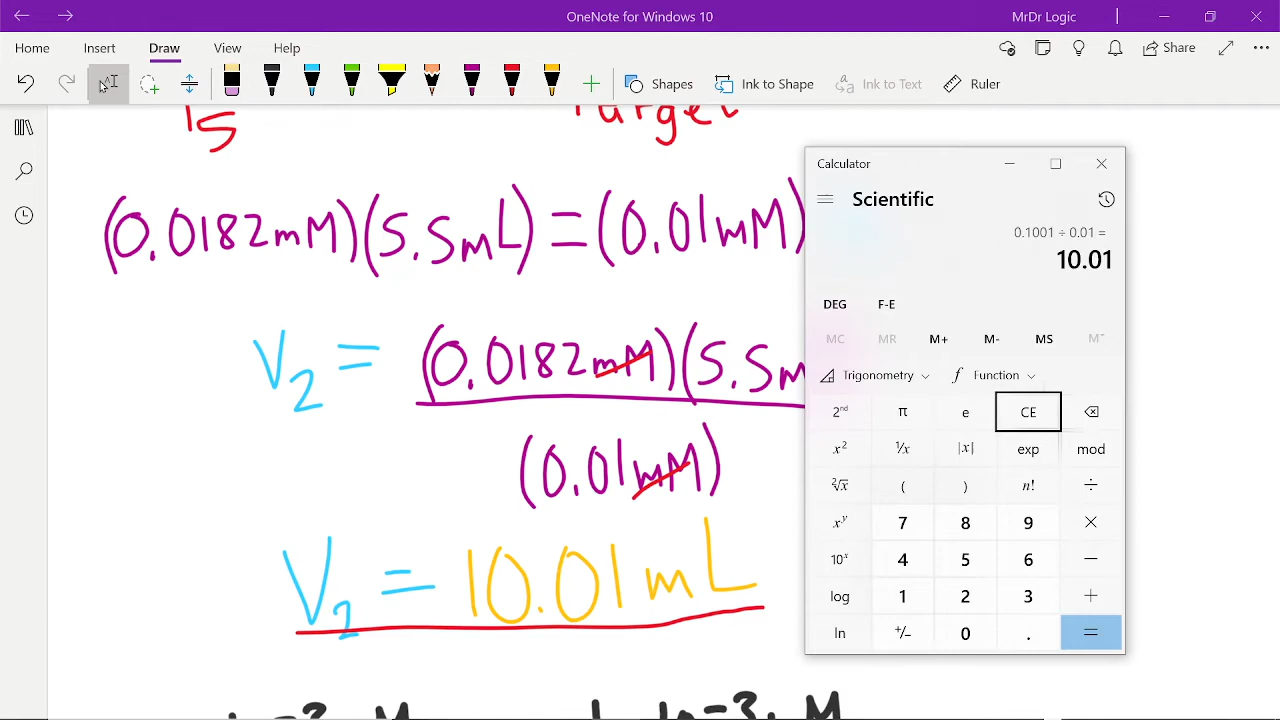 OneNote for Windows 10
MrDr Logic
Home Insert Draw View Help
Share
Shapes Ink to Shape Ink to Text Ruler
15 Target
(0.0182mM)(5.5mL)=(0.01mM)
V2 = (0.0182mM)(5.5m
(0.01mM)
V2 = 10.01mL
Calculator
Scientific
0.1001 ÷ 0.01 =
10.01
DEG F-E
MC MR M+ M- MS M˅
Trigonometry Function
2nd π e CE
x² ¹/x |x| exp mod
²√x ( ) n! ÷
xʸ 7 8 9 ×
10ˣ 4 5 6 −
log 1 2 3 +
ln +/- 0 . =